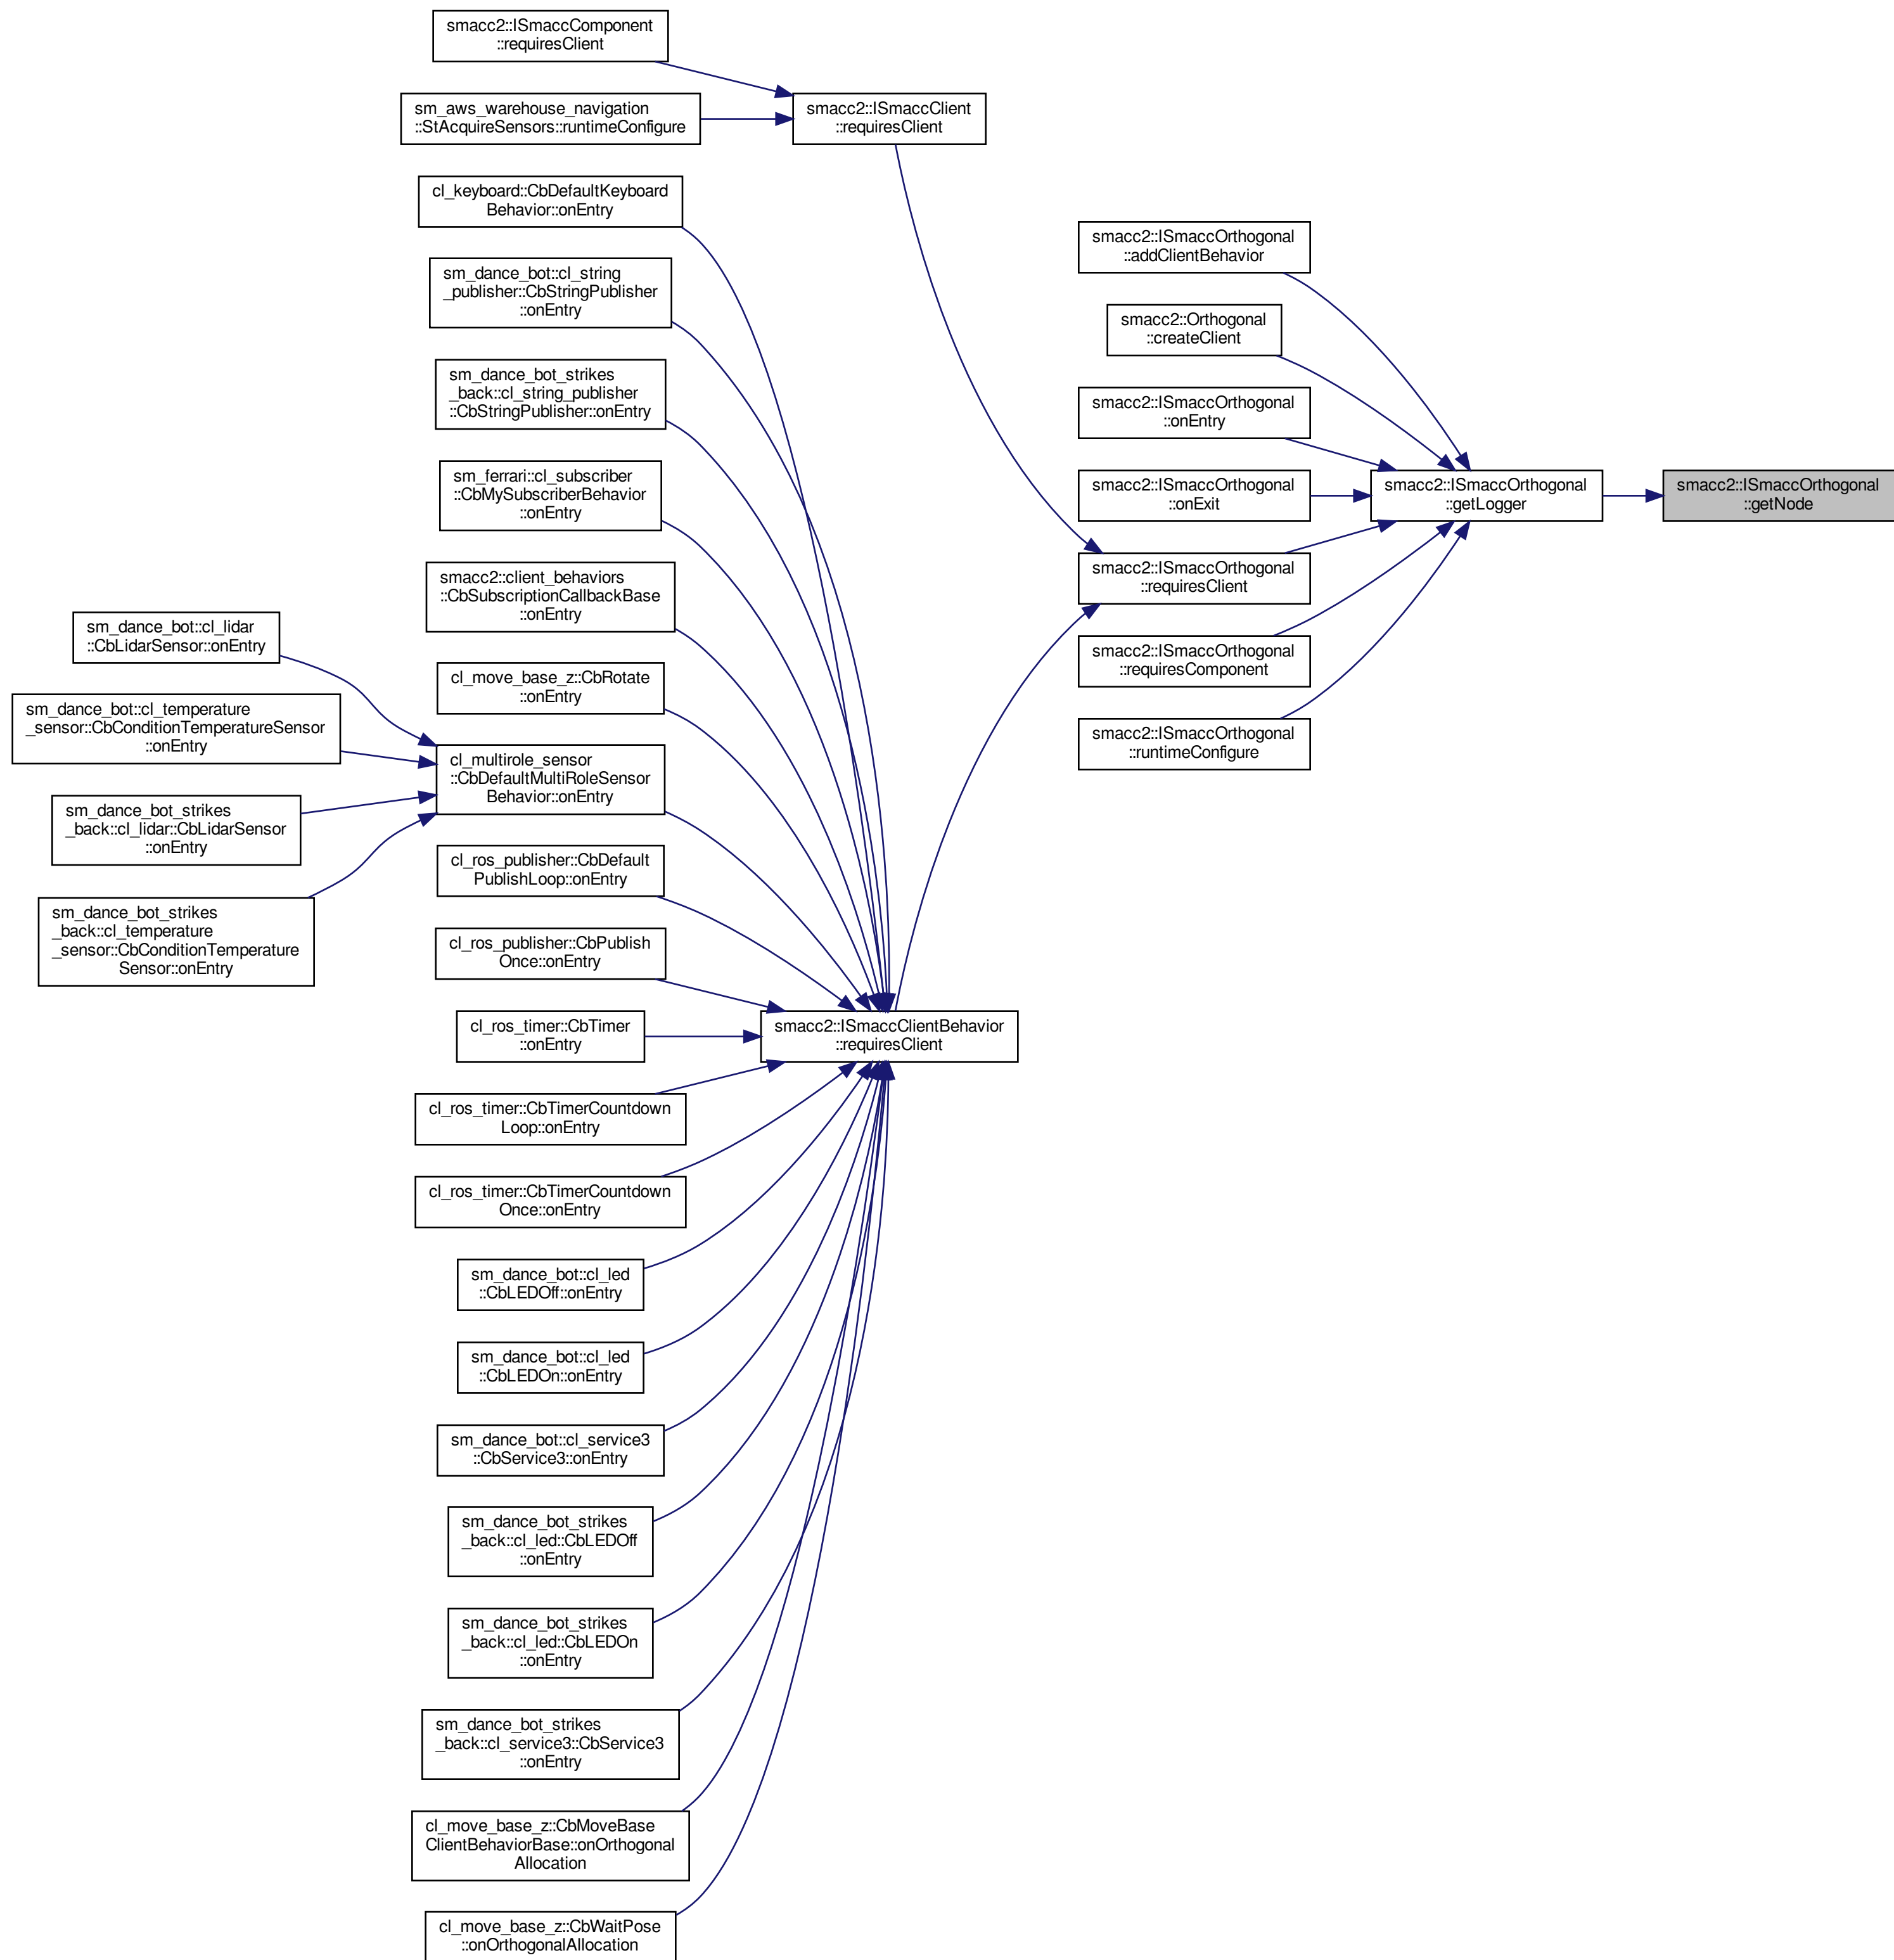 smacc2::ISmaccComponent
::requiresClient
sm_aws_warehouse_navigation
::StAcquireSensors::runtimeConfigure
smacc2::ISmaccClient
::requiresClient
cl_keyboard::CbDefaultKeyboard
Behavior::onEntry
sm_dance_bot::cl_string
_publisher::CbStringPublisher
::onEntry
sm_dance_bot_strikes
_back::cl_string_publisher
::CbStringPublisher::onEntry
sm_ferrari::cl_subscriber
::CbMySubscriberBehavior
::onEntry
smacc2::client_behaviors
::CbSubscriptionCallbackBase
::onEntry
cl_move_base_z::CbRotate
::onEntry
cl_multirole_sensor
::CbDefaultMultiRoleSensor
Behavior::onEntry
sm_dance_bot::cl_lidar
::CbLidarSensor::onEntry
sm_dance_bot::cl_temperature
_sensor::CbConditionTemperatureSensor
::onEntry
sm_dance_bot_strikes
_back::cl_lidar::CbLidarSensor
::onEntry
sm_dance_bot_strikes
_back::cl_temperature
_sensor::CbConditionTemperature
Sensor::onEntry
cl_ros_publisher::CbDefault
PublishLoop::onEntry
cl_ros_publisher::CbPublish
Once::onEntry
cl_ros_timer::CbTimer
::onEntry
cl_ros_timer::CbTimerCountdown
Loop::onEntry
cl_ros_timer::CbTimerCountdown
Once::onEntry
sm_dance_bot::cl_led
::CbLEDOff::onEntry
sm_dance_bot::cl_led
::CbLEDOn::onEntry
sm_dance_bot::cl_service3
::CbService3::onEntry
sm_dance_bot_strikes
_back::cl_led::CbLEDOff
::onEntry
sm_dance_bot_strikes
_back::cl_led::CbLEDOn
::onEntry
sm_dance_bot_strikes
_back::cl_service3::CbService3
::onEntry
cl_move_base_z::CbMoveBase
ClientBehaviorBase::onOrthogonal
Allocation
cl_move_base_z::CbWaitPose
::onOrthogonalAllocation
smacc2::ISmaccClientBehavior
::requiresClient
smacc2::ISmaccOrthogonal
::addClientBehavior
smacc2::Orthogonal
::createClient
smacc2::ISmaccOrthogonal
::onEntry
smacc2::ISmaccOrthogonal
::onExit
smacc2::ISmaccOrthogonal
::requiresClient
smacc2::ISmaccOrthogonal
::requiresComponent
smacc2::ISmaccOrthogonal
::runtimeConfigure
smacc2::ISmaccOrthogonal
::getLogger
smacc2::ISmaccOrthogonal
::getNode